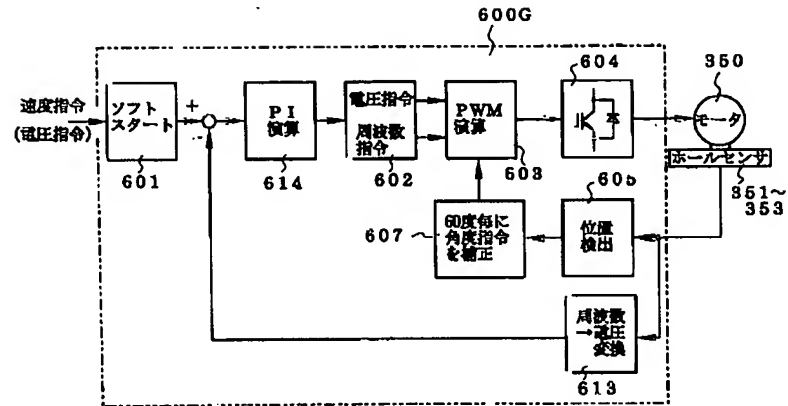 600G
604
350
速度指令
(電圧指令)
ソフト
スタート
+
PI
演算
電圧指令
周波数
指令
PWM
演算
モータ
ホールセンサ
601
614
602
603
605
351~
353
607
60度毎に
角度指令
を補正
位置
検出
周波数
→電圧
変換
613